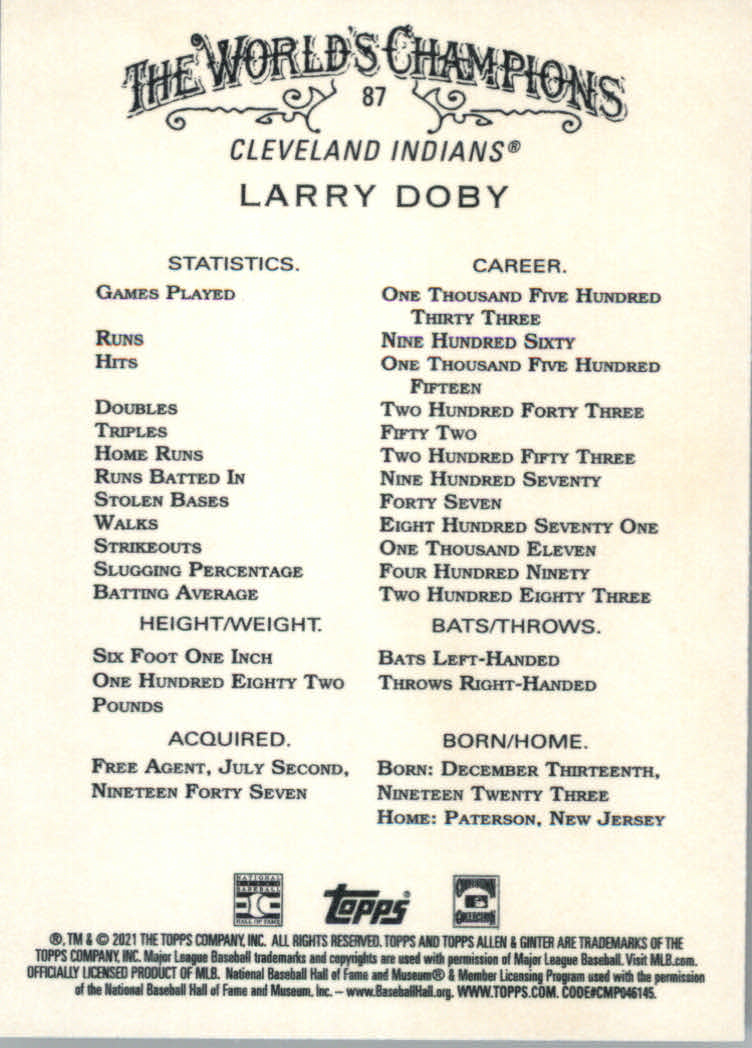 THE WORLD'S CHAMPIONS
87
CLEVELAND INDIANS®
LARRY DOBY
STATISTICS. CAREER.
GAMES PLAYED ONE THOUSAND FIVE HUNDRED
THIRTY THREE
RUNS NINE HUNDRED SIXTY
HITS ONE THOUSAND FIVE HUNDRED
FIFTEEN
DOUBLES TWO HUNDRED FORTY THREE
TRIPLES FIFTY TWO
HOME RUNS TWO HUNDRED FIFTY THREE
RUNS BATTED IN NINE HUNDRED SEVENTY
STOLEN BASES FORTY SEVEN
WALKS EIGHT HUNDRED SEVENTY ONE
STRIKEOUTS ONE THOUSAND ELEVEN
SLUGGING PERCENTAGE FOUR HUNDRED NINETY
BATTING AVERAGE TWO HUNDRED EIGHTY THREE
HEIGHT/WEIGHT. BATS/THROWS.
SIX FOOT ONE INCH BATS LEFT-HANDED
ONE HUNDRED EIGHTY TWO THROWS RIGHT-HANDED
POUNDS
ACQUIRED. BORN/HOME.
FREE AGENT, JULY SECOND, BORN: DECEMBER THIRTEENTH,
NINETEEN FORTY SEVEN NINETEEN TWENTY THREE
HOME: PATERSON, NEW JERSEY
NATIONAL
BASEBALL
HALL OF FAME
Topps®
COOPERSTOWN
COLLECTION
®, TM & © 2021 THE TOPPS COMPANY, INC. ALL RIGHTS RESERVED. TOPPS AND TOPPS ALLEN & GINTER ARE TRADEMARKS OF THE
TOPPS COMPANY, INC. Major League Baseball trademarks and copyrights are used with permission of Major League Baseball. Visit MLB.com.
OFFICIALLY LICENSED PRODUCT OF MLB. National Baseball Hall of Fame and Museum® & Member Licensing Program used with the permission
of the National Baseball Hall of Fame and Museum, Inc. – www.BaseballHall.org. WWW.TOPPS.COM. CODE#CMP046145.